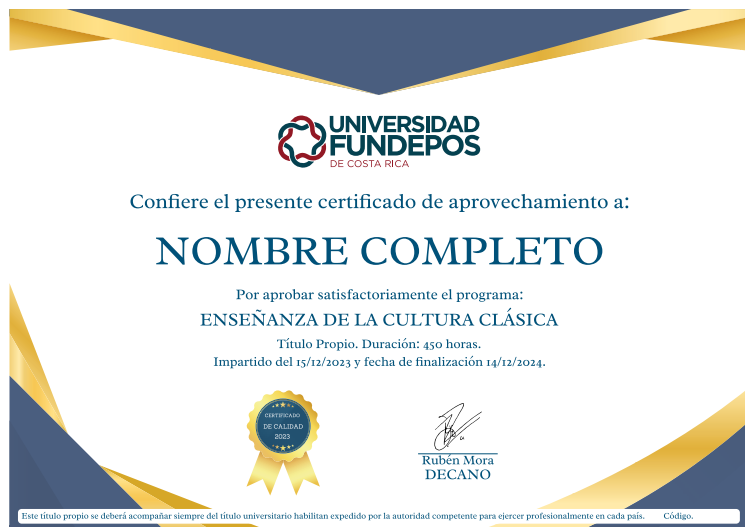 UNIVERSIDAD
FUNDEPOS
DE COSTA RICA
Confiere el presente certificado de aprovechamiento a:
NOMBRE COMPLETO
Por aprobar satisfactoriamente el programa:
ENSEÑANZA DE LA CULTURA CLÁSICA
Título Propio. Duración: 450 horas.
Impartido del 15/12/2023 y fecha de finalización 14/12/2024.
CERTIFICADO
DE CALIDAD
2023
Rubén Mora
DECANO
Este título propio se deberá acompañar siempre del título universitario habilitan expedido por la autoridad competente para ejercer profesionalmente en cada país. Código.